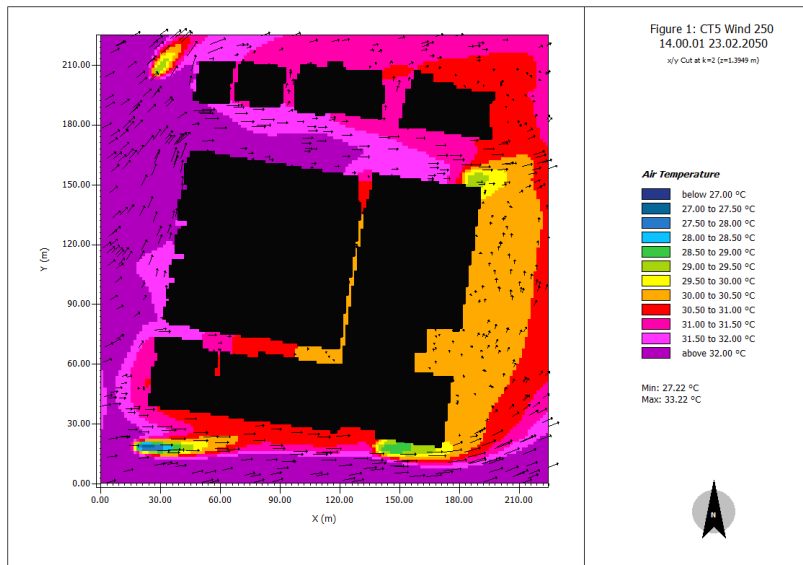 Figure 1: CT5 Wind 250
14.00.01 23.02.2050
x/y Cut at k=2 (z=1.3949 m)
210.00
180.00
150.00
120.00
90.00
60.00
30.00
0.00
Y (m)
0.00 30.00 60.00 90.00 120.00 150.00 180.00 210.00
X (m)
Air Temperature
below 27.00 °C
27.00 to 27.50 °C
27.50 to 28.00 °C
28.00 to 28.50 °C
28.50 to 29.00 °C
29.00 to 29.50 °C
29.50 to 30.00 °C
30.00 to 30.50 °C
30.50 to 31.00 °C
31.00 to 31.50 °C
31.50 to 32.00 °C
above 32.00 °C
Min: 27.22 °C
Max: 33.22 °C
N